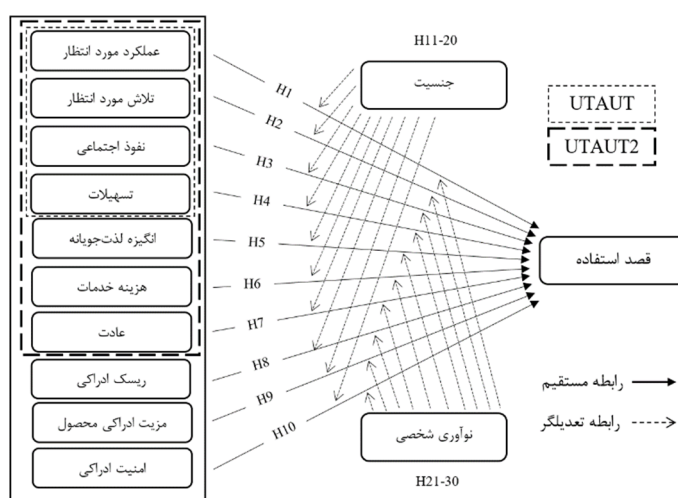 عملکرد مورد انتظار
تلاش مورد انتظار
نفوذ اجتماعی
تسهیلات
انگیزه لذت‌جویانه
هزینه خدمات
عادت
ریسک ادراکی
مزیت ادراکی محصول
امنیت ادراکی
H1
H2
H3
H4
H5
H6
H7
H8
H9
H10
H11-20
جنسیت
نوآوری شخصی
H21-30
UTAUT
UTAUT2
قصد استفاده
رابطه مستقیم
رابطه تعدیلگر